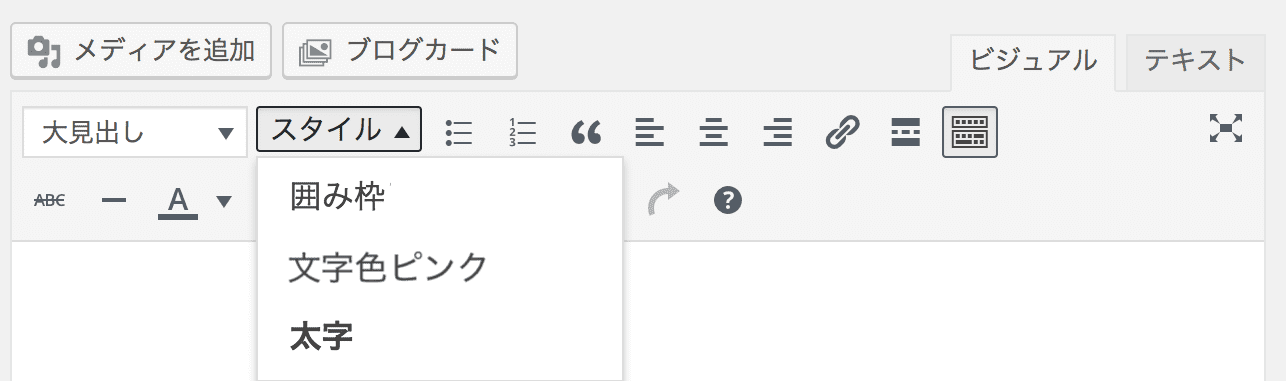 メディアを追加 ブログカード
ビジュアル テキスト
大見出し スタイル
ABC A
囲み枠
文字色ピンク
太字